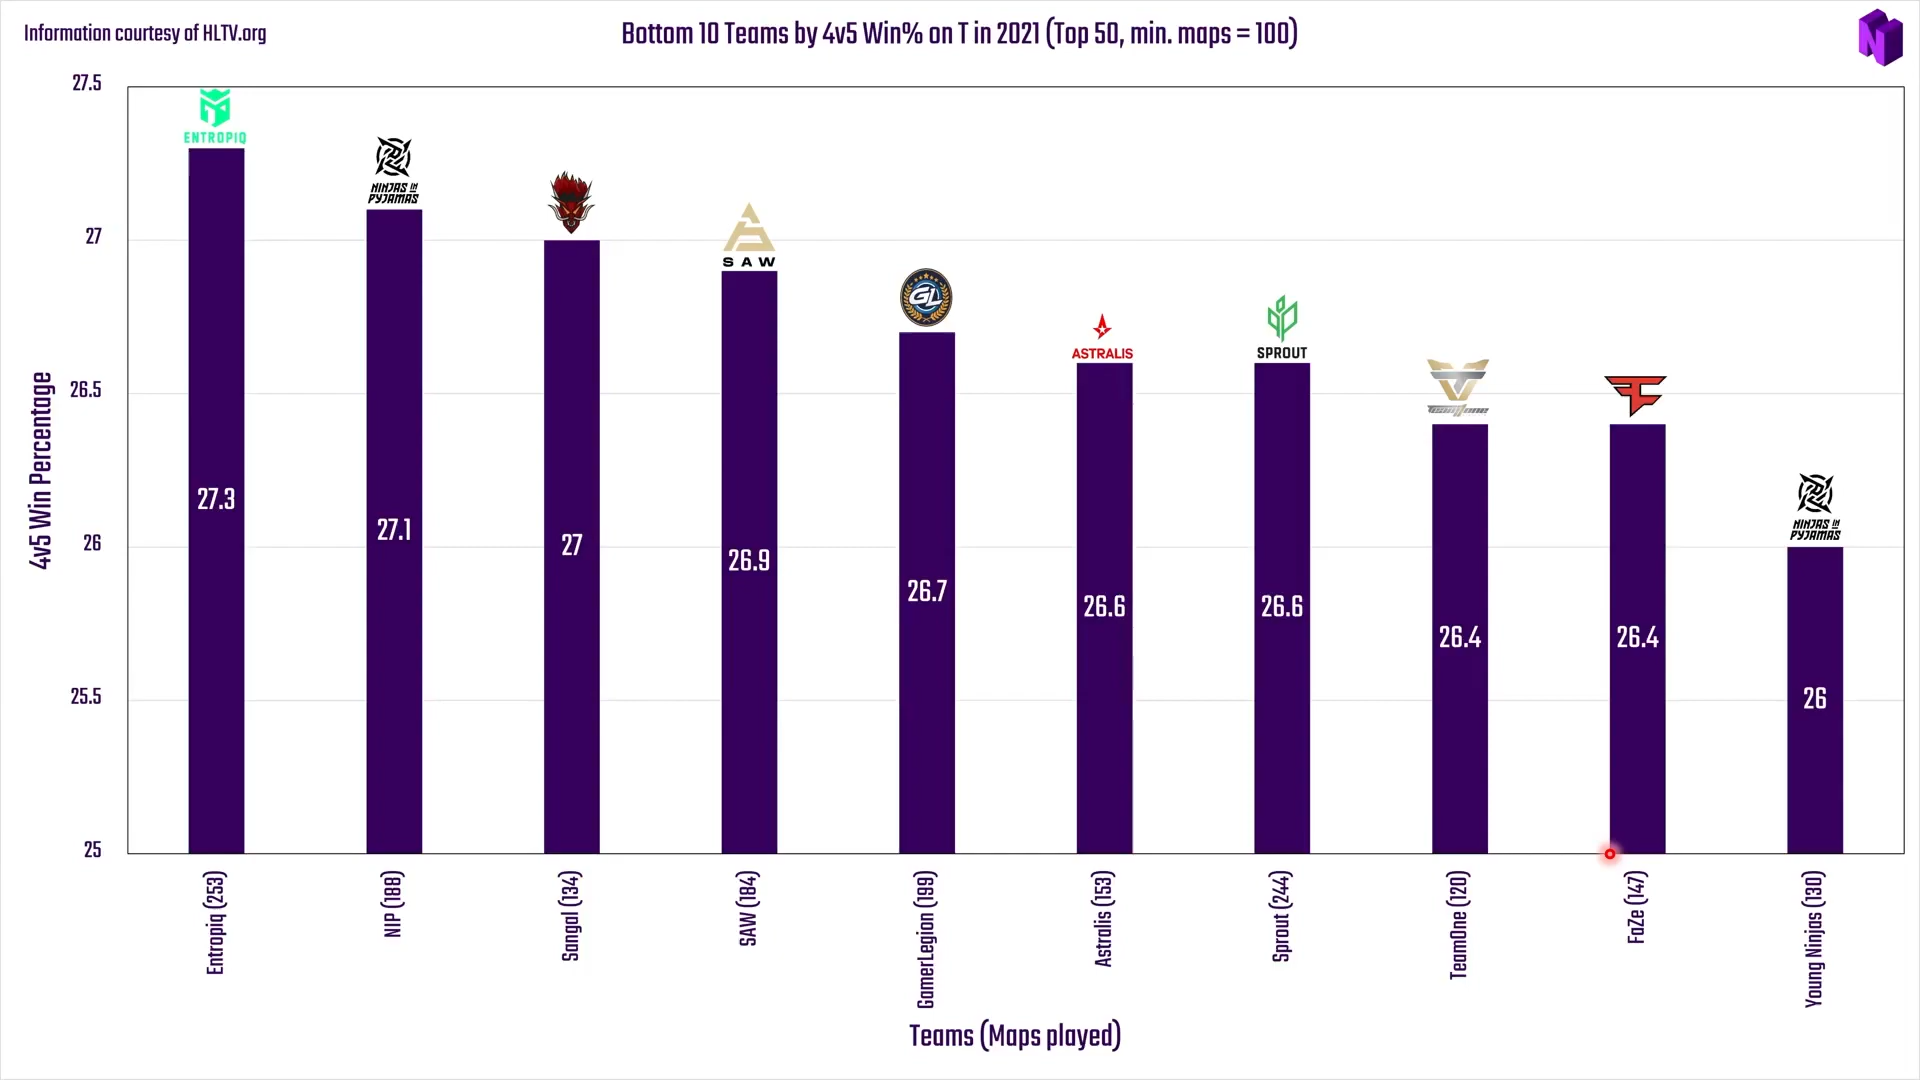 Information courtesy of HLTV.org
Bottom 10 Teams by 4v5 Win% on T in 2021 (Top 50, min. maps = 100)
N
27.5
27
26.5
26
25.5
25
4v5 Win Percentage
ENTROPIQ
NINJAS IN
PYJAMAS
SAW
GL
ASTRALIS
SPROUT
TeamOne
NINJAS IN
PYJAMAS
27.3
27.1
27
26.9
26.7
26.6
26.6
26.4
26.4
26
Entropiq (253)
NIP (188)
Sangal (134)
SAW (184)
GamerLegion (199)
Astralis (153)
Sprout (244)
TeamOne (120)
FaZe (147)
Young Ninjas (130)
Teams (Maps played)